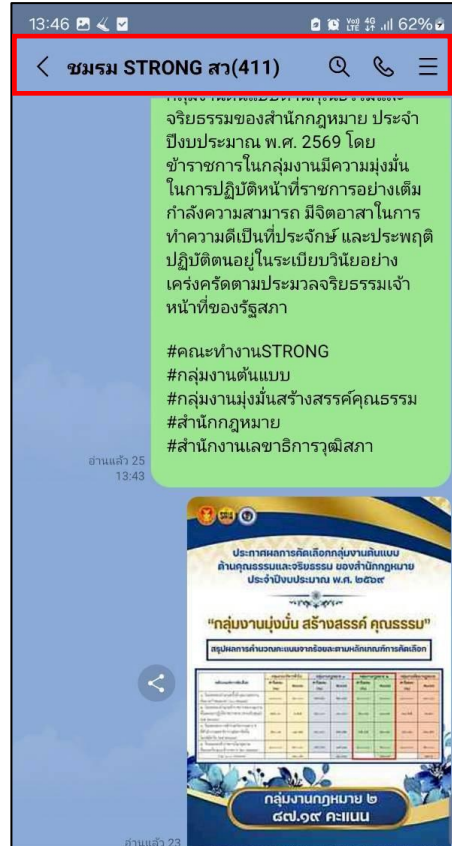 13:46
Vo) LTE 4G 62%
ชมรม STRONG สว(411)
จริยธรรมของสำนักกฎหมาย ประจำ
ปีงบประมาณ พ.ศ. 2569 โดย
ข้าราชการในกลุ่มงานมีความมุ่งมั่น
ในการปฏิบัติหน้าที่ราชการอย่างเต็ม
กำลังความสามารถ มีจิตอาสาในการ
ทำความดีเป็นที่ประจักษ์ และประพฤติ
ปฏิบัติตนอยู่ในระเบียบวินัยอย่าง
เคร่งครัดตามประมวลจริยธรรมเจ้า
หน้าที่ของรัฐสภา
#คณะทำงานSTRONG
#กลุ่มงานต้นแบบ
#กลุ่มงานมุ่งมั่นสร้างสรรค์คุณธรรม
#สำนักกฎหมาย
#สำนักงานเลขาธิการวุฒิสภา
อ่านแล้ว 25
13:43
ประกาศผลการคัดเลือกกลุ่มงานต้นแบบ
ด้านคุณธรรมและจริยธรรม ของสำนักกฎหมาย
ประจำปีงบประมาณ พ.ศ. ๒๕๖๙
“กลุ่มงานมุ่งมั่น สร้างสรรค์ คุณธรรม”
สรุปผลการคำนวณคะแนนจากร้อยละตามหลักเกณฑ์การคัดเลือก
กลุ่มงานกฎหมาย ๒
๘๗.๑๙ คะแนน
อ่านแล้ว 23